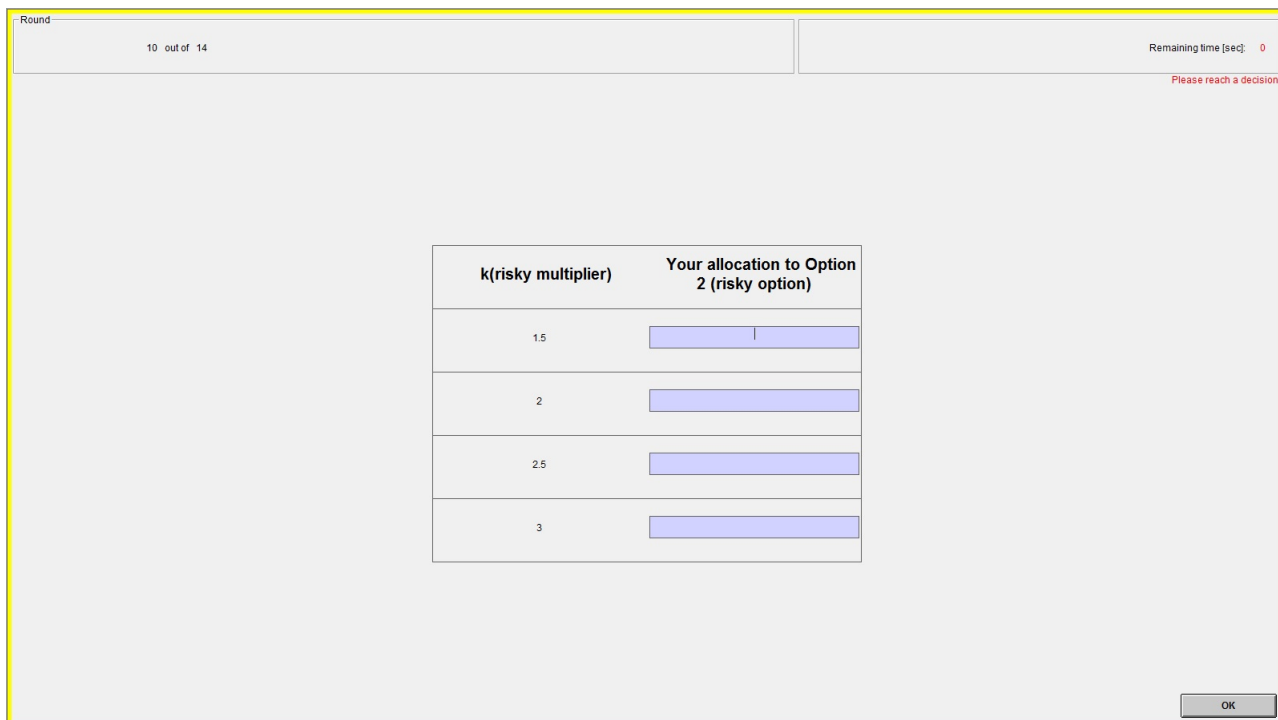 Round
10 out of 14
Remaining time [sec]: 0
Please reach a decision
k(risky multiplier)
Your allocation to Option
2 (risky option)
1.5
2
2.5
3
OK